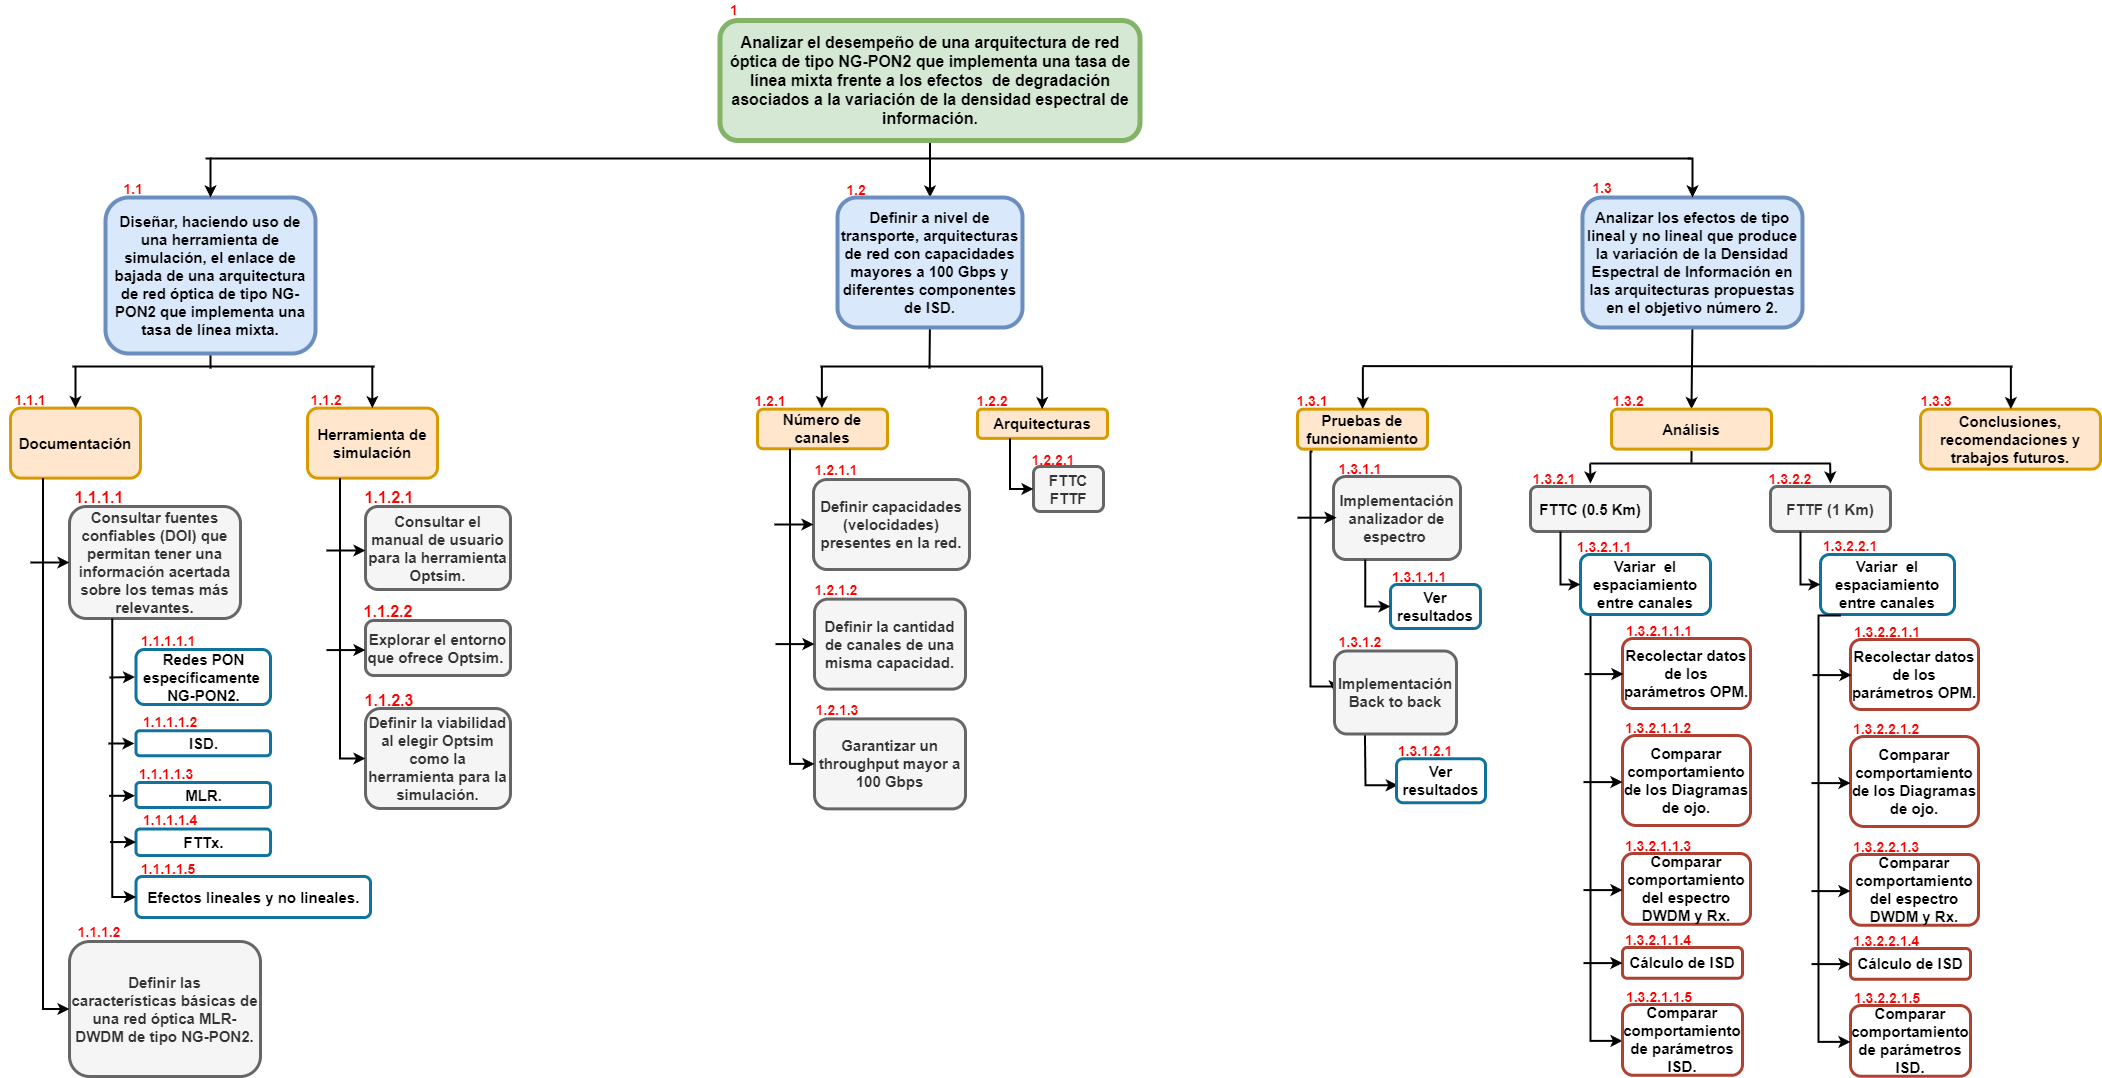 1
Analizar el desempeño de una arquitectura de red
óptica de tipo NG-PON2 que implementa una tasa de
línea mixta frente a los efectos de degradación
asociados a la variación de la densidad espectral de
información.
1.1
Diseñar, haciendo uso de
una herramienta de
simulación, el enlace de
bajada de una arquitectura
de red óptica de tipo NG-
PON2 que implementa una
tasa de línea mixta.
1.1.1
Documentación
1.1.1.1
Consultar fuentes
confiables (DOI) que
permitan tener una
información acertada
sobre los temas más
relevantes.
1.1.1.1.1
Redes PON
específicamente
NG-PON2.
1.1.1.1.2
ISD.
1.1.1.1.3
MLR.
1.1.1.1.4
FTTx.
1.1.1.1.5
Efectos lineales y no lineales.
1.1.1.2
Definir las
características básicas de
una red óptica MLR-
DWDM de tipo NG-PON2.
1.1.2
Herramienta de
simulación
1.1.2.1
Consultar el
manual de usuario
para la herramienta
Optsim.
1.1.2.2
Explorar el entorno
que ofrece Optsim.
1.1.2.3
Definir la viabilidad
al elegir Optsim
como la
herramienta para la
simulación.
1.2
Definir a nivel de
transporte, arquitecturas
de red con capacidades
mayores a 100 Gbps y
diferentes componentes
de ISD.
1.2.1
Número de
canales
1.2.1.1
Definir capacidades
(velocidades)
presentes en la red.
1.2.1.2
Definir la cantidad
de canales de una
misma capacidad.
1.2.1.3
Garantizar un
throughput mayor a
100 Gbps
1.2.2
Arquitecturas
1.2.2.1
FTTC
FTTF
1.3
Analizar los efectos de tipo
lineal y no lineal que produce
la variación de la Densidad
Espectral de Información en
las arquitecturas propuestas
en el objetivo número 2.
1.3.1
Pruebas de
funcionamiento
1.3.1.1
Implementación
analizador de
espectro
1.3.1.1.1
Ver
resultados
1.3.1.2
Implementación
Back to back
1.3.1.2.1
Ver
resultados
1.3.2
Análisis
1.3.2.1
FTTC (0.5 Km)
1.3.2.1.1
Variar el
espaciamiento
entre canales
1.3.2.1.1.1
Recolectar datos
de los
parámetros OPM.
1.3.2.1.1.2
Comparar
comportamiento
de los Diagramas
de ojo.
1.3.2.1.1.3
Comparar
comportamiento
del espectro
DWDM y Rx.
1.3.2.1.1.4
Cálculo de ISD
1.3.2.1.1.5
Comparar
comportamiento
de parámetros
ISD.
1.3.2.2
FTTF (1 Km)
1.3.2.2.1
Variar el
espaciamiento
entre canales
1.3.2.2.1.1
Recolectar datos
de los
parámetros OPM.
1.3.2.2.1.2
Comparar
comportamiento
de los Diagramas
de ojo.
1.3.2.2.1.3
Comparar
comportamiento
del espectro
DWDM y Rx.
1.3.2.2.1.4
Cálculo de ISD
1.3.2.2.1.5
Comparar
comportamiento
de parámetros
ISD.
1.3.3
Conclusiones,
recomendaciones y
trabajos futuros.